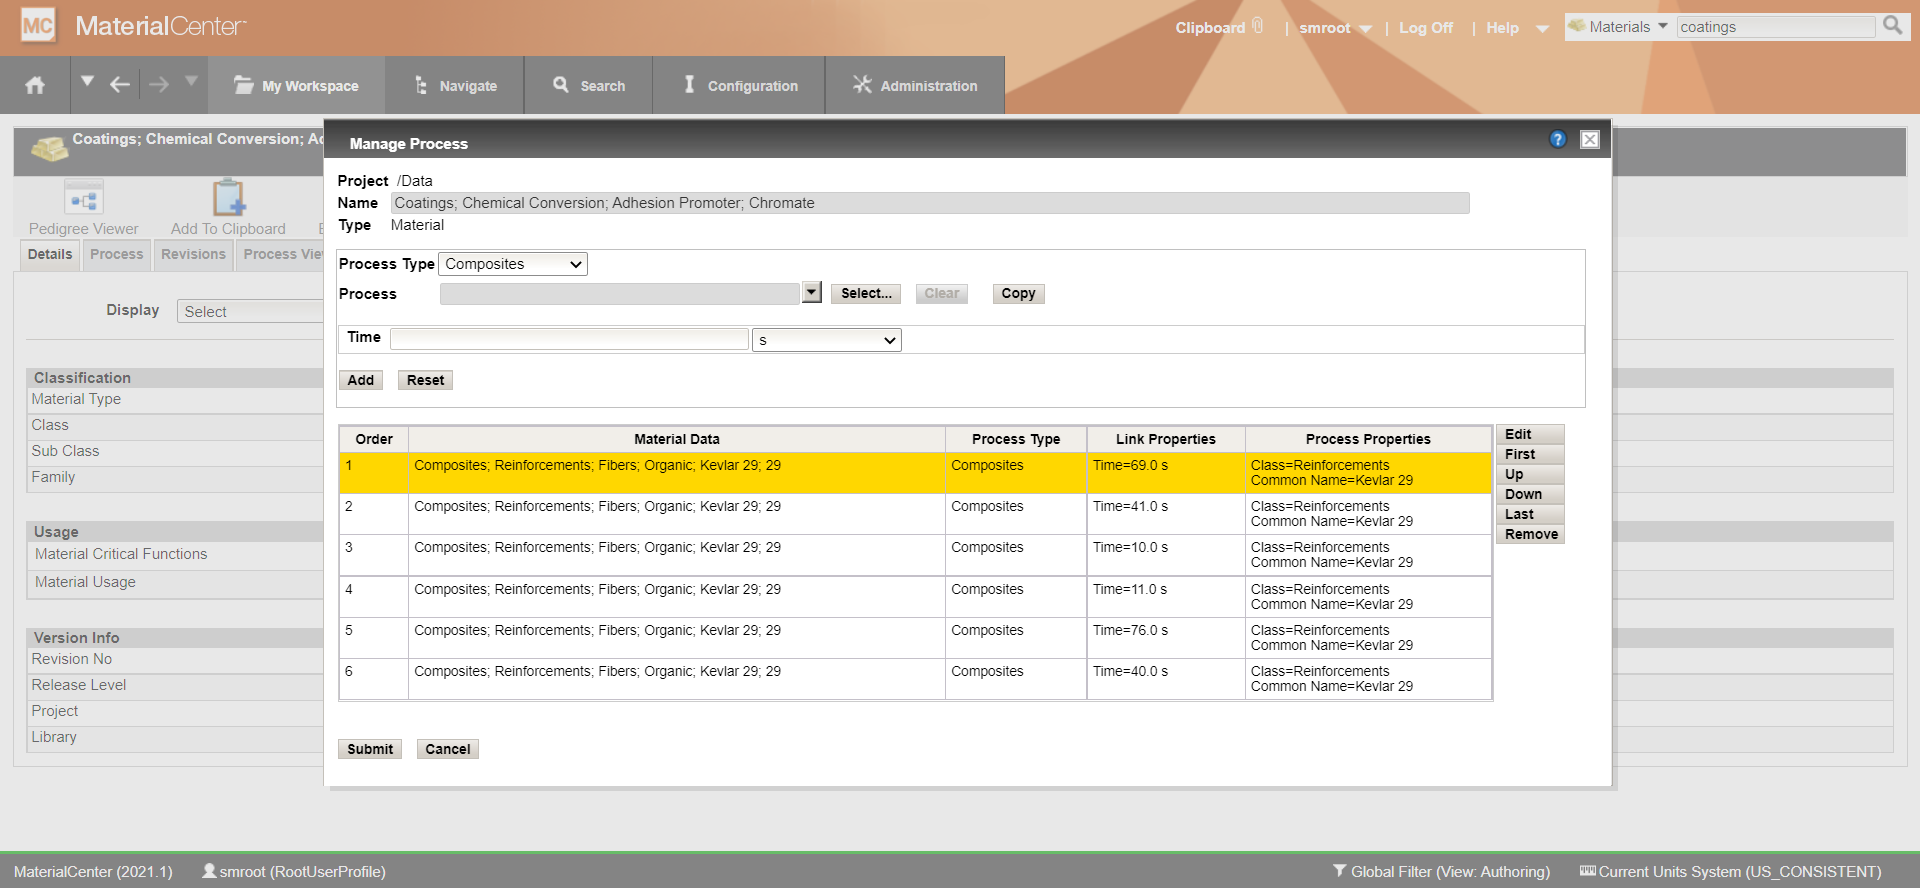 MC MaterialCenter
Clipboard | smroot | Log Off | Help Materials coatings
My Workspace Navigate Search Configuration Administration
Coatings; Chemical Conversion;
Pedigree Viewer Add To Clipboard
Details Process Revisions Process
Display Select
Classification
Material Type
Class
Sub Class
Family
Usage
Material Critical Functions
Material Usage
Version Info
Revision No
Release Level
Project
Library
Manage Process ?
Project /Data
Name Coatings; Chemical Conversion; Adhesion Promoter; Chromate
Type Material
Process Type Composites
Process Select... Clear Copy
Time s
Add Reset
Order Material Data Process Type Link Properties Process Properties
1 Composites; Reinforcements; Fibers; Organic; Kevlar 29; 29 Composites Time=69.0 s Class=Reinforcements
Common Name=Kevlar 29
2 Composites; Reinforcements; Fibers; Organic; Kevlar 29; 29 Composites Time=41.0 s Class=Reinforcements
Common Name=Kevlar 29
3 Composites; Reinforcements; Fibers; Organic; Kevlar 29; 29 Composites Time=10.0 s Class=Reinforcements
Common Name=Kevlar 29
4 Composites; Reinforcements; Fibers; Organic; Kevlar 29; 29 Composites Time=11.0 s Class=Reinforcements
Common Name=Kevlar 29
5 Composites; Reinforcements; Fibers; Organic; Kevlar 29; 29 Composites Time=76.0 s Class=Reinforcements
Common Name=Kevlar 29
6 Composites; Reinforcements; Fibers; Organic; Kevlar 29; 29 Composites Time=40.0 s Class=Reinforcements
Common Name=Kevlar 29
Edit
First
Up
Down
Last
Remove
Submit Cancel
MaterialCenter (2021.1) smroot (RootUserProfile) Global Filter (View: Authoring) Current Units System (US_CONSISTENT)